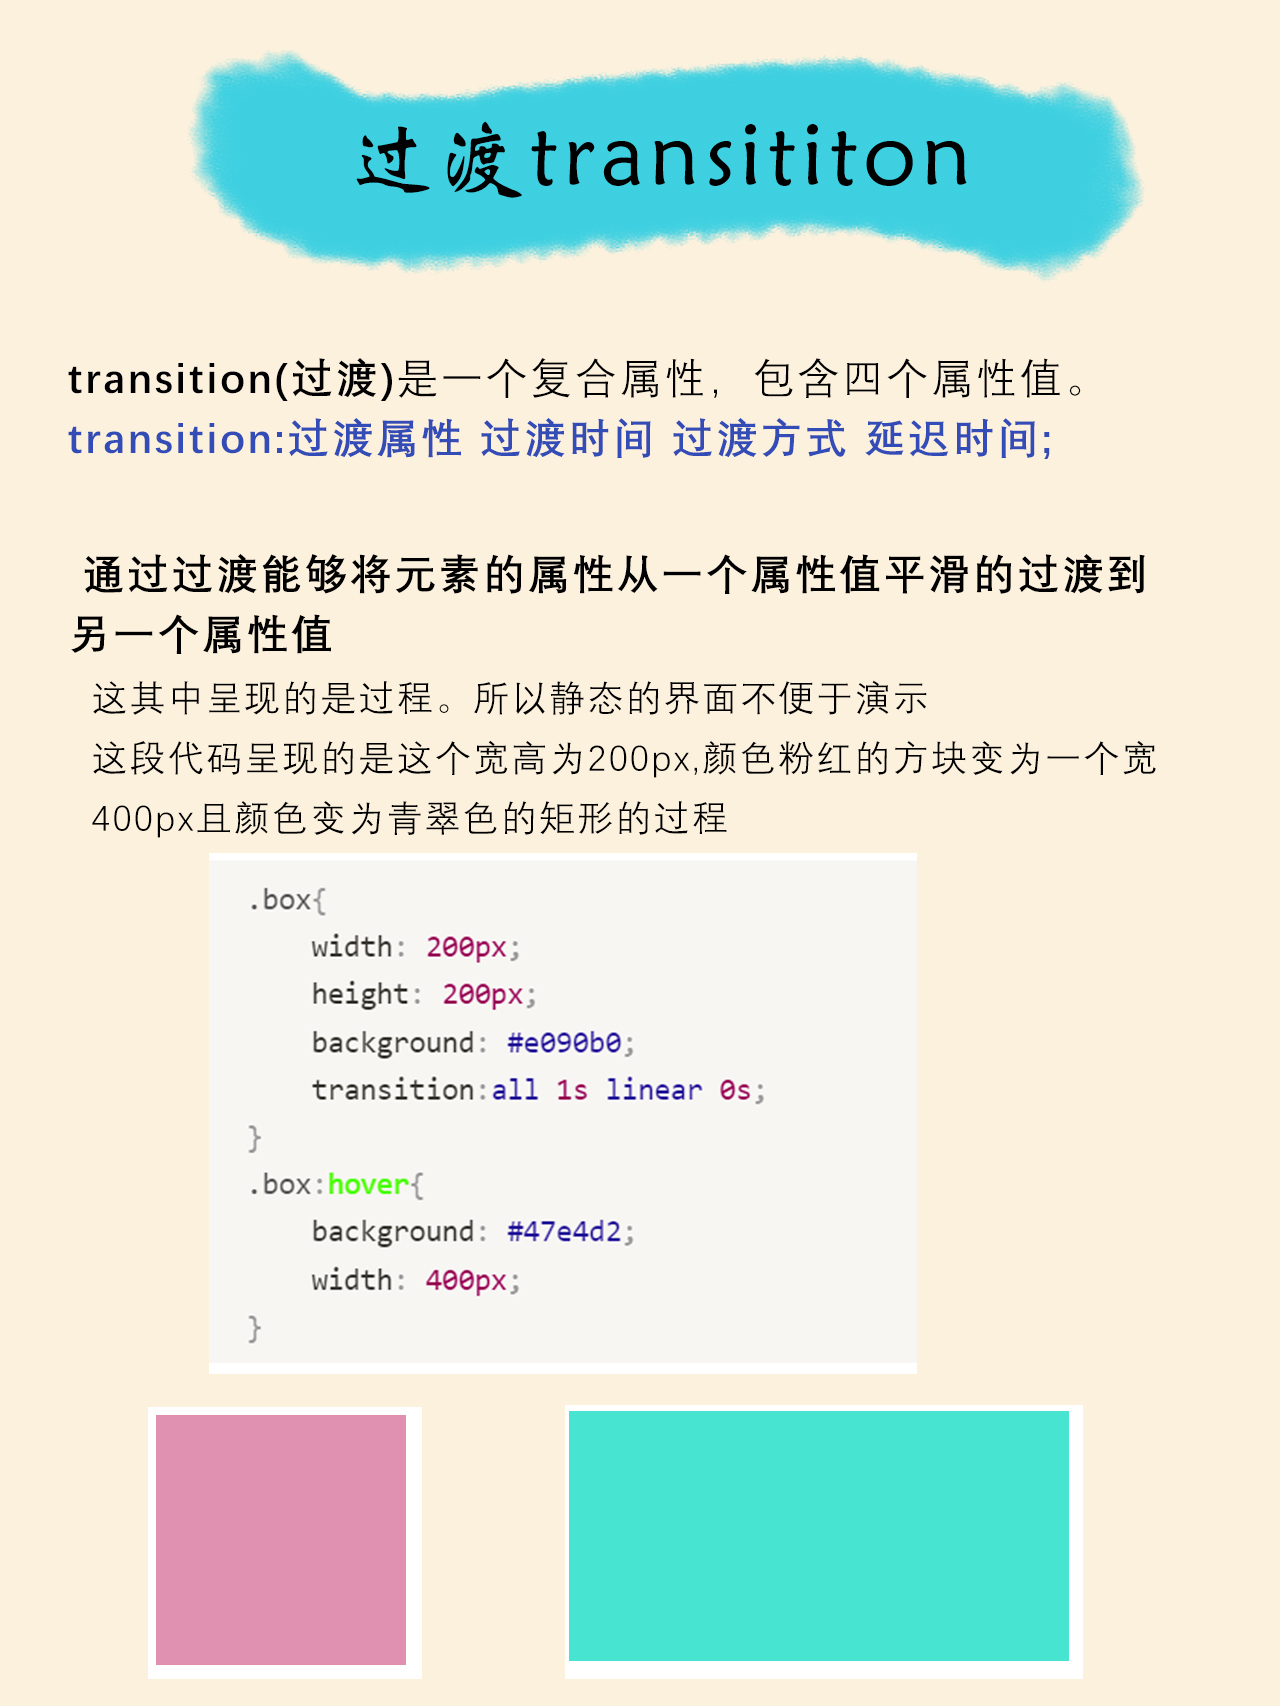 过渡transititon
transition(过渡)是一个复合属性，包含四个属性值。
transition:过渡属性 过渡时间 过渡方式 延迟时间;
通过过渡能够将元素的属性从一个属性值平滑的过渡到
另一个属性值
这其中呈现的是过程。所以静态的界面不便于演示
这段代码呈现的是这个宽高为200px,颜色粉红的方块变为一个宽
400px且颜色变为青翠色的矩形的过程
.box{
    width: 200px;
    height: 200px;
    background: #e090b0;
    transition:all 1s linear 0s;
}
.box:hover{
    background: #47e4d2;
    width: 400px;
}